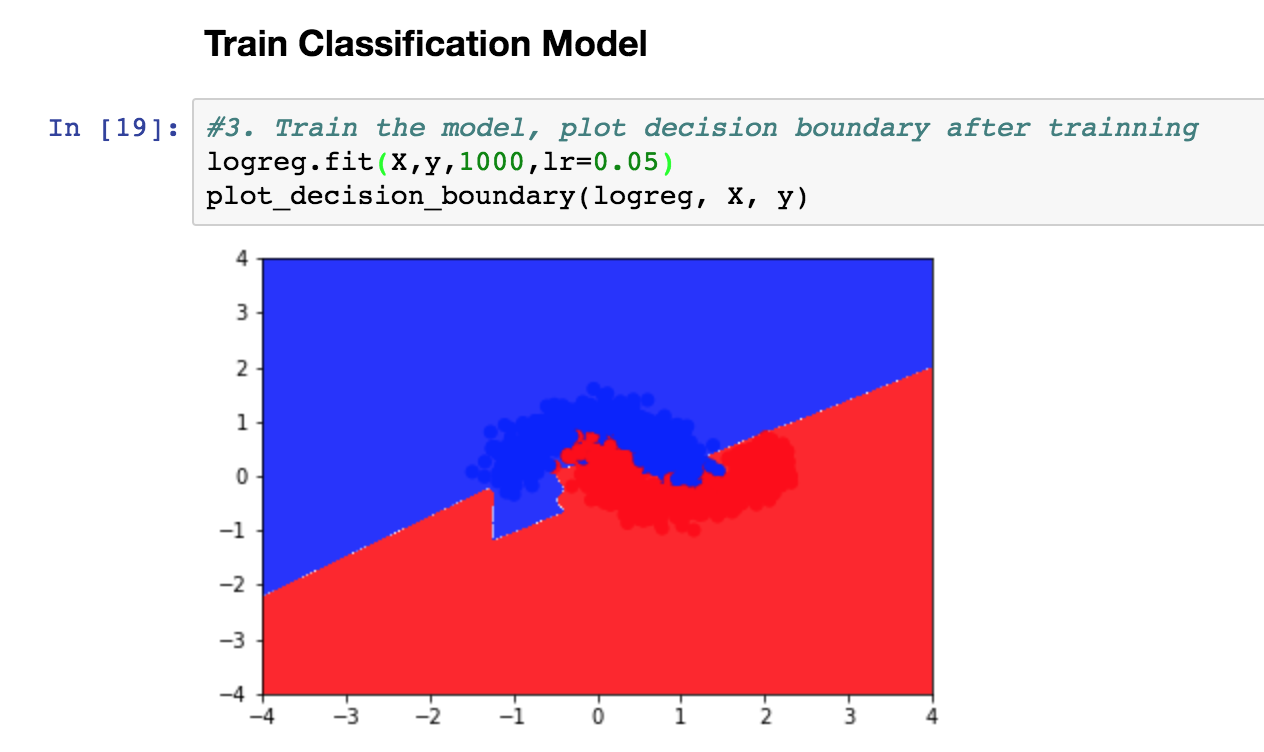 Train Classification Model
In [19]:
#3. Train the model, plot decision boundary after trainning
logreg.fit(X,y,1000,lr=0.05)
plot_decision_boundary(logreg, X, y)
4
3
2
1
0
−1
−2
−3
−4
−4 −3 −2 −1 0 1 2 3 4